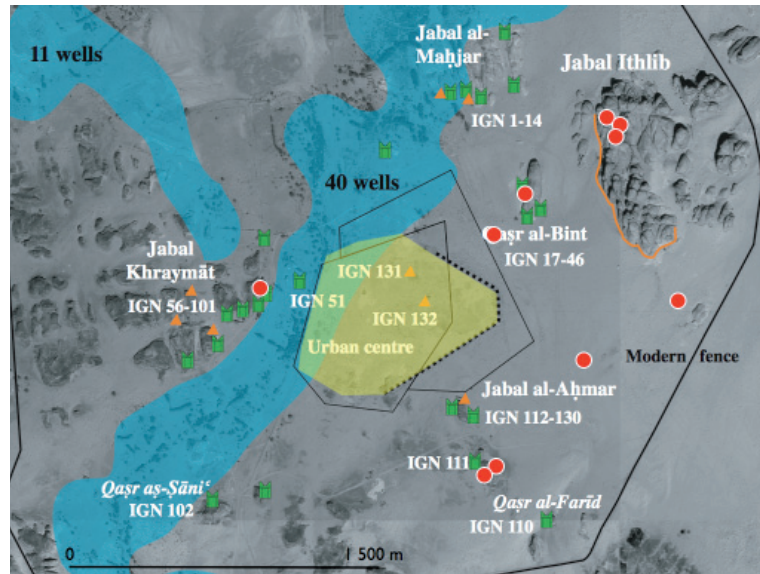 Jabal al-
Maḥjar
11 wells
Jabal Ithlib
IGN 1-14
40 wells
Qaṣr al-Bint
IGN 17-46
Jabal
Khraymāt
IGN 56-101
IGN 131
IGN 51
IGN 132
Urban centre
Modern fence
Jabal al-Aḥmar
IGN 112-130
IGN 111
Qaṣr aṣ-Ṣāniʿ
IGN 102
Qaṣr al-Farīd
IGN 110
0 1 500 m